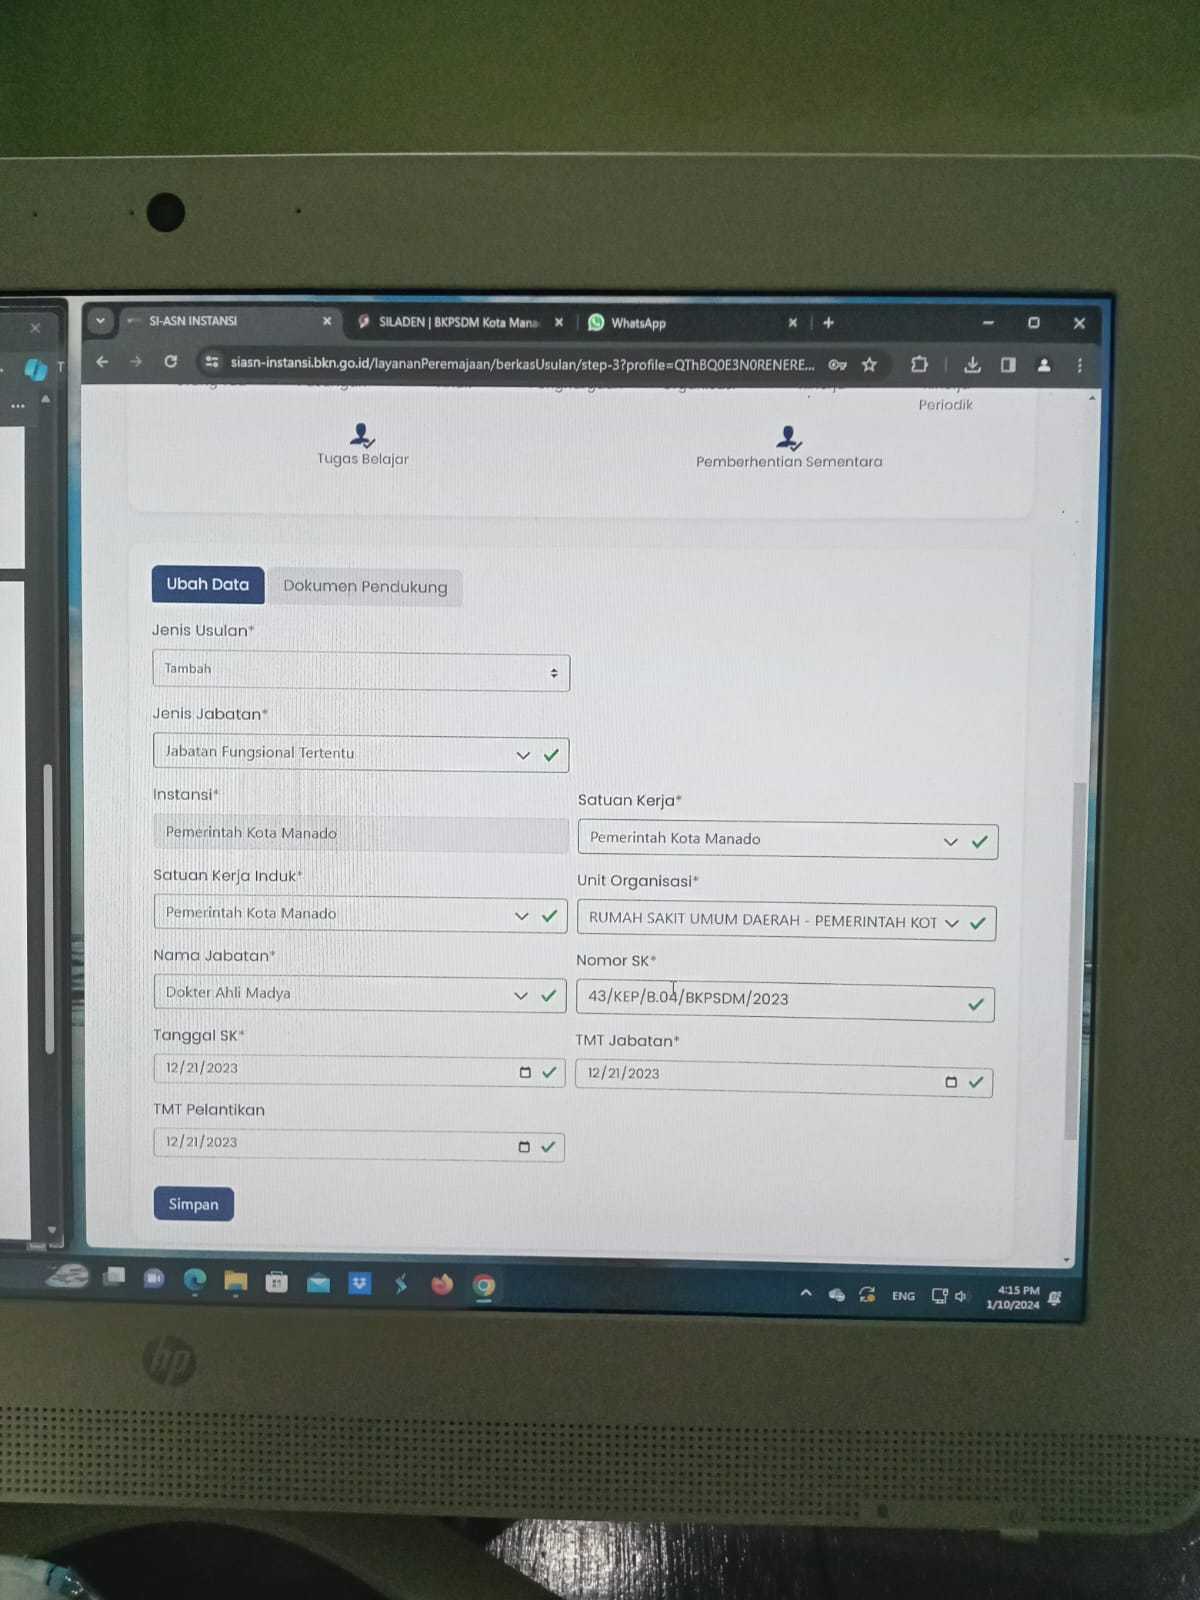 SI-ASN INSTANSI
SILADEN | BKPSDM Kota Mana
WhatsApp
siasn-instansi.bkn.go.id/layananPeremajaan/berkasUsulan/step-3?profile=QThBQ0E3N0RENERE...
Periodik
Tugas Belajar
Pemberhentian Sementara
Ubah Data
Dokumen Pendukung
Jenis Usulan*
Tambah
Jenis Jabatan*
Jabatan Fungsional Tertentu
Instansi*
Satuan Kerja*
Pemerintah Kota Manado
Pemerintah Kota Manado
Satuan Kerja Induk*
Unit Organisasi*
Pemerintah Kota Manado
RUMAH SAKIT UMUM DAERAH - PEMERINTAH KOT
Nama Jabatan*
Nomor SK*
Dokter Ahli Madya
43/KEP/B.04/BKPSDM/2023
Tanggal SK*
TMT Jabatan*
12/21/2023
12/21/2023
TMT Pelantikan
12/21/2023
Simpan
ENG
4:15 PM
1/10/2024
hp